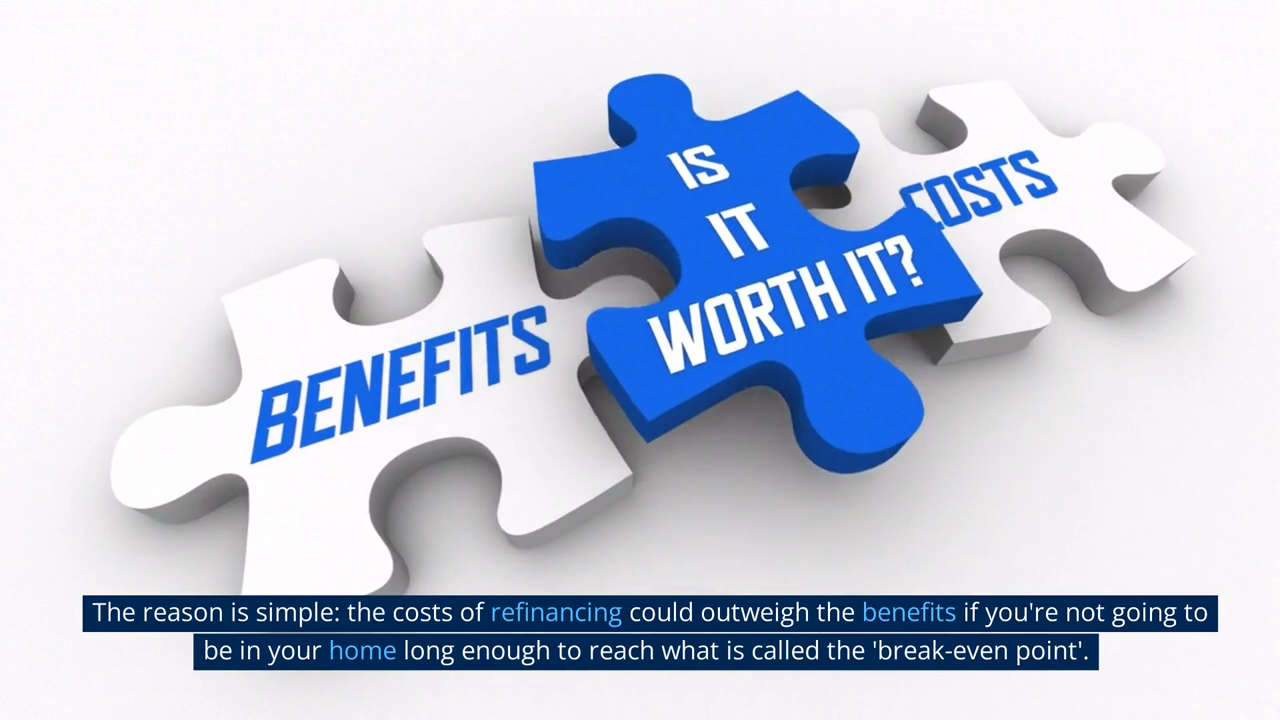 IS
IT
WORTH IT?
COSTS
BENEFITS
The reason is simple: the costs of refinancing could outweigh the benefits if you're not going to
be in your home long enough to reach what is called the 'break-even point'.